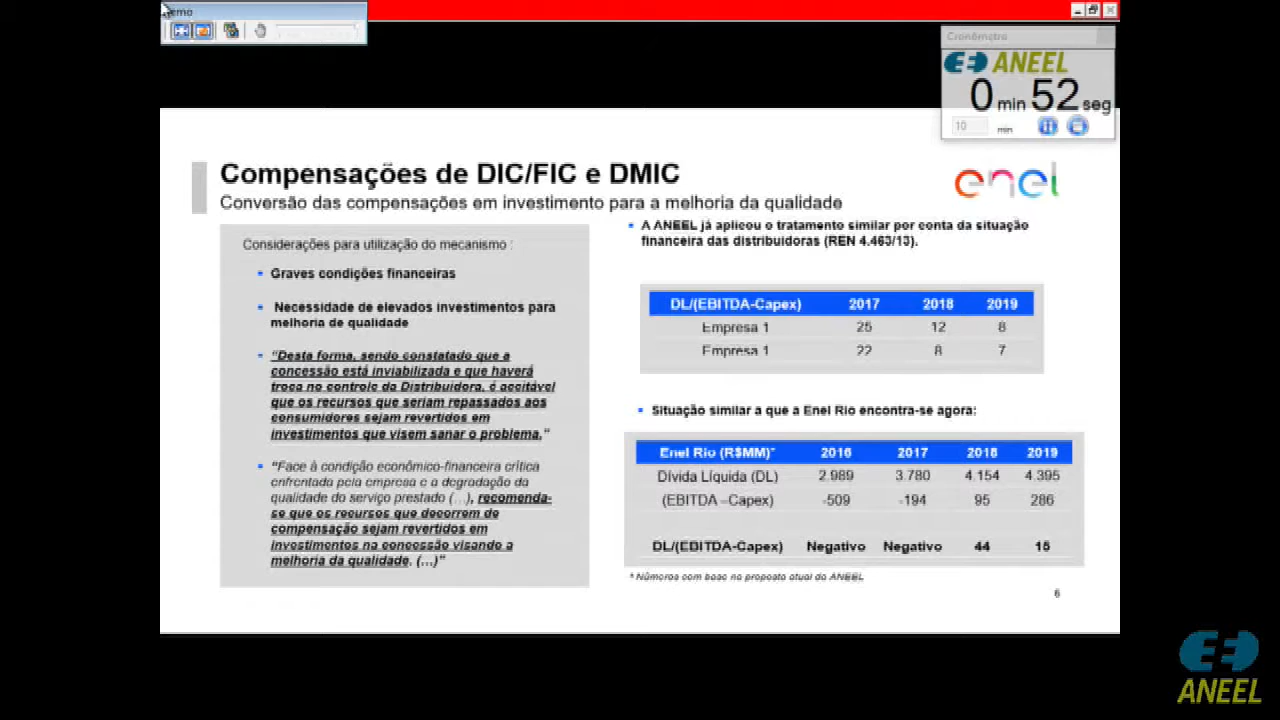 emo
Cronômetro
ANEEL
0 min 52 seg
10 min
Compensações de DIC/FIC e DMIC
Conversão das compensações em investimento para a melhoria da qualidade
enel
Considerações para utilização do mecanismo :
Graves condições financeiras
Necessidade de elevados investimentos para
melhoria de qualidade
"Desta forma, sendo constatado que a
concessão está inviabilizada e que haverá
troca no controle da Distribuidora, é aceitável
que os recursos que seriam repassados aos
consumidores sejam revertidos em
investimentos que visem sanar o problema."
"Face à condição econômico-financeira crítica
enfrentada pela empresa e a degradação da
qualidade do serviço prestado (...), recomenda-
se que os recursos que decorrem de
compensação sejam revertidos em
investimentos na concessão visando a
melhoria da qualidade. (...)"
A ANEEL já aplicou o tratamento similar por conta da situação
financeira das distribuidoras (REN 4.463/13).
DL/(EBITDA-Capex) 2017 2018 2019
Empresa 1 25 12 8
Empresa 1 22 8 7
Situação similar a que a Enel Rio encontra-se agora:
Enel Rio (R$MM)* 2016 2017 2018 2019
Dívida Líquida (DL) 2.989 3.780 4.154 4.395
(EBITDA –Capex) -509 -194 95 286
DL/(EBITDA-Capex) Negativo Negativo 44 15
* Números com base na proposta atual da ANEEL
6
ANEEL